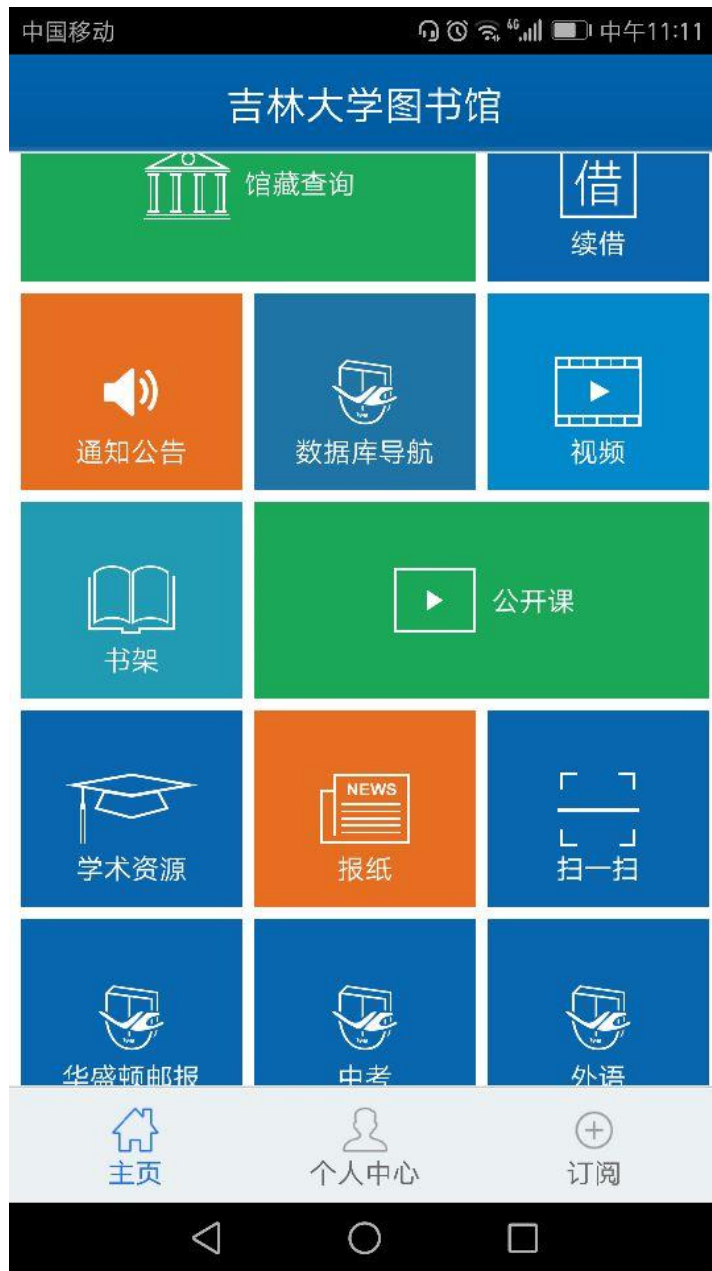 中国移动 4G 中午11:11
吉林大学图书馆
馆藏查询
借
续借
通知公告
数据库导航
视频
书架
公开课
学术资源
NEWS
报纸
扫一扫
华盛顿邮报
中考
外语
主页
个人中心
订阅